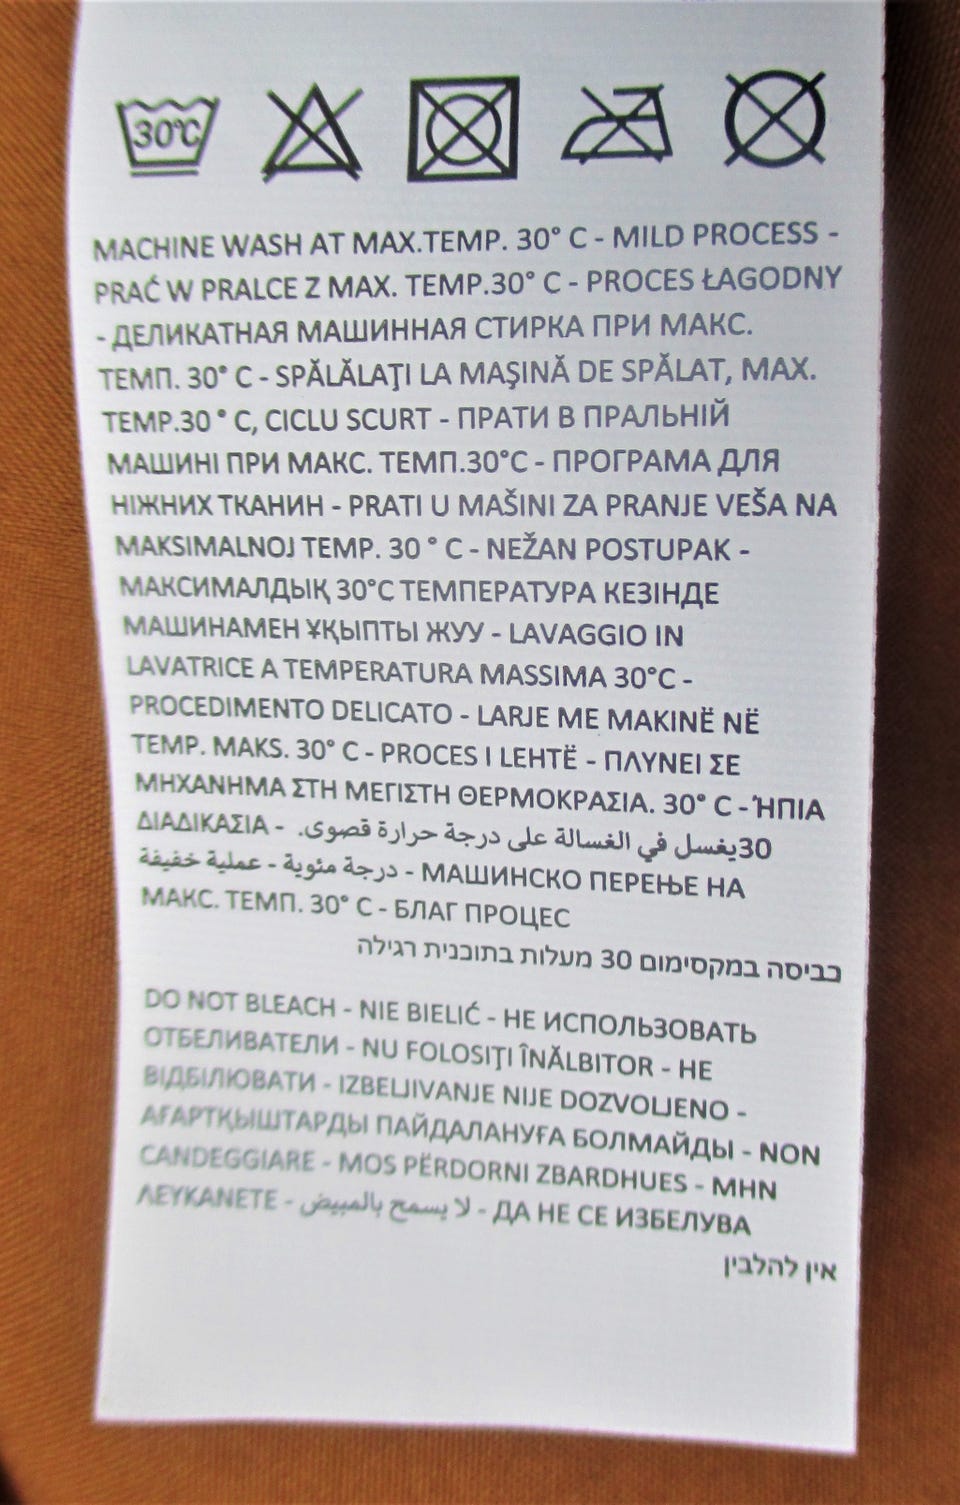 30°C
MACHINE WASH AT MAX.TEMP. 30° C - MILD PROCESS -
PRAĆ W PRALCE Z MAX. TEMP.30° C - PROCES ŁAGODNY
- ДЕЛИКАТНАЯ МАШИННАЯ СТИРКА ПРИ МАКС.
ТЕМП. 30° C - SPĂLĂLAŢI LA MAŞINĂ DE SPĂLAT, MAX.
TEMP.30 ° C, CICLU SCURT - ПРАТИ В ПРАЛЬНІЙ
МАШИНІ ПРИ МАКС. ТЕМП.30°C - ПРОГРАМА ДЛЯ
НІЖНИХ ТКАНИН - PRATI U MAŠINI ZA PRANJE VEŠA NA
MAKSIMALNOJ TEMP. 30 ° C - NEŽAN POSTUPAK -
МАКСИМАЛДЫҚ 30°C ТЕМПЕРАТУРА КЕЗІНДЕ
МАШИНАМЕН ҰҚЫПТЫ ЖУУ - LAVAGGIO IN
LAVATRICE A TEMPERATURA MASSIMA 30°C -
PROCEDIMENTO DELICATO - LARJE ME MAKINË NË
TEMP. MAKS. 30° C - PROCES I LEHTË - ΠΛΥΝΕΙ ΣΕ
ΜΗΧΑΝΗΜΑ ΣΤΗ ΜΕΓΙΣΤΗ ΘΕΡΜΟΚΡΑΣΙΑ. 30° C - ΉΠΙΑ
ΔΙΑΔΙΚΑΣΙΑ - .يغسل في الغسالة على درجة حرارة قصوى30
درجة مئوية - عملية خفيفة - МАШИНСКО ПЕРЕЊЕ НА
МАКС. ТЕМП. 30° C - БЛАГ ПРОЦЕС
כביסה במקסימום 30 מעלות בתוכנית רגילה
DO NOT BLEACH - NIE BIELIĆ - НЕ ИСПОЛЬЗОВАТЬ
ОТБЕЛИВАТЕЛИ - NU FOLOSIŢI ÎNĂLBITOR - НЕ
ВІДБІЛЮВАТИ - IZBELJIVANJE NIJE DOZVOLJENO -
АҒАРТҚЫШТАРДЫ ПАЙДАЛАНУҒА БОЛМАЙДЫ - NON
CANDEGGIARE - MOS PËRDORNI ZBARDHUES - ΜΗΝ
ΛΕΥΚΑΝΕΤΕ - لا يسمح بالمبيض - ДА НЕ СЕ ИЗБЕЛУВА
אין להלבין